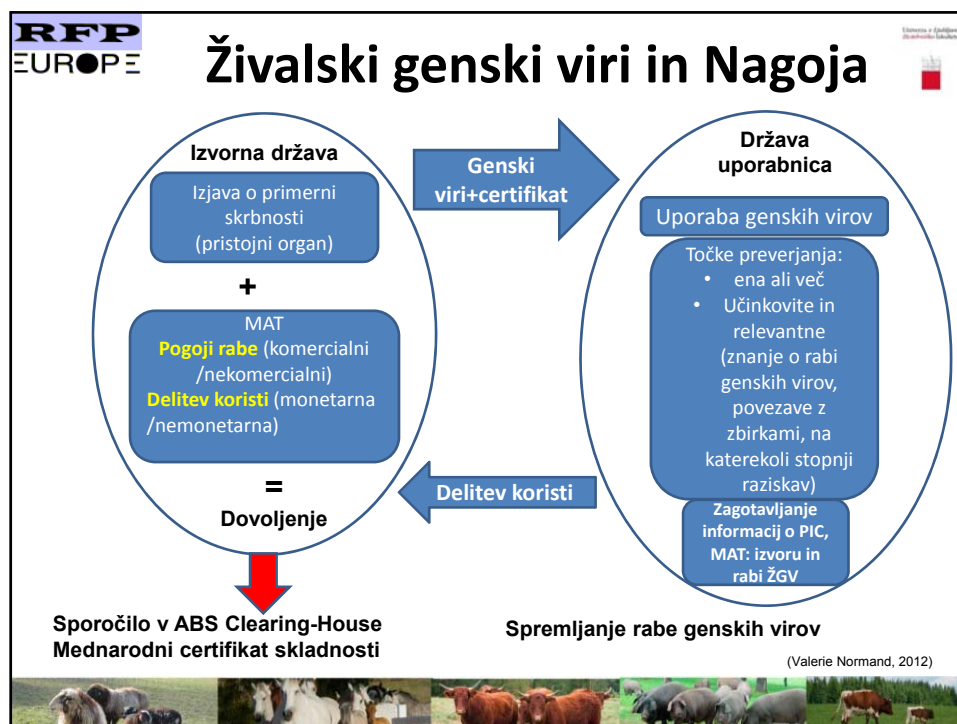 RFP
EUROPE
Univerza v Ljubljani
Živalski genski viri in Nagoja
Izvorna država
Izjava o primerni
skrbnosti
(pristojni organ)
+
MAT
Pogoji rabe (komercialni
/nekomercialni)
Delitev koristi (monetarna
/nemonetarna)
=
Dovoljenje
Sporočilo v ABS Clearing-House
Mednarodni certifikat skladnosti
Genski
viri+certifikat
Delitev koristi
Država
uporabnica
Uporaba genskih virov
Točke preverjanja:
• ena ali več
• Učinkovite in
relevantne
(znanje o rabi
genskih virov,
povezave z
zbirkami, na
katerekoli stopnji
raziskav)
Zagotavljanje
informacij o PIC,
MAT: izvoru in
rabi ŽGV
Spremljanje rabe genskih virov
(Valerie Normand, 2012)